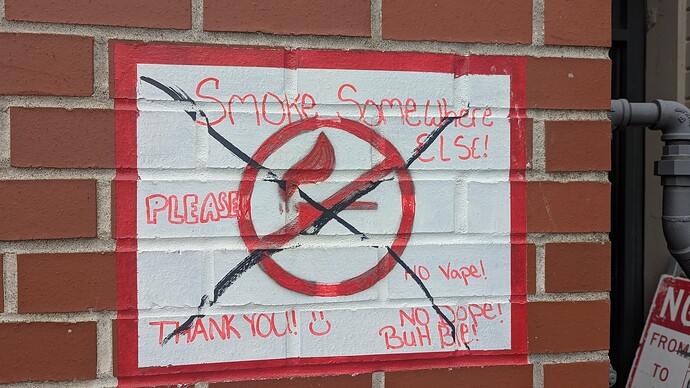 Smoke Somewhere
ELSE!
PLEASE
No Vape!
THANK YOU!! ☺
No Dope!
BUH Bie!
NO
FROM
TO